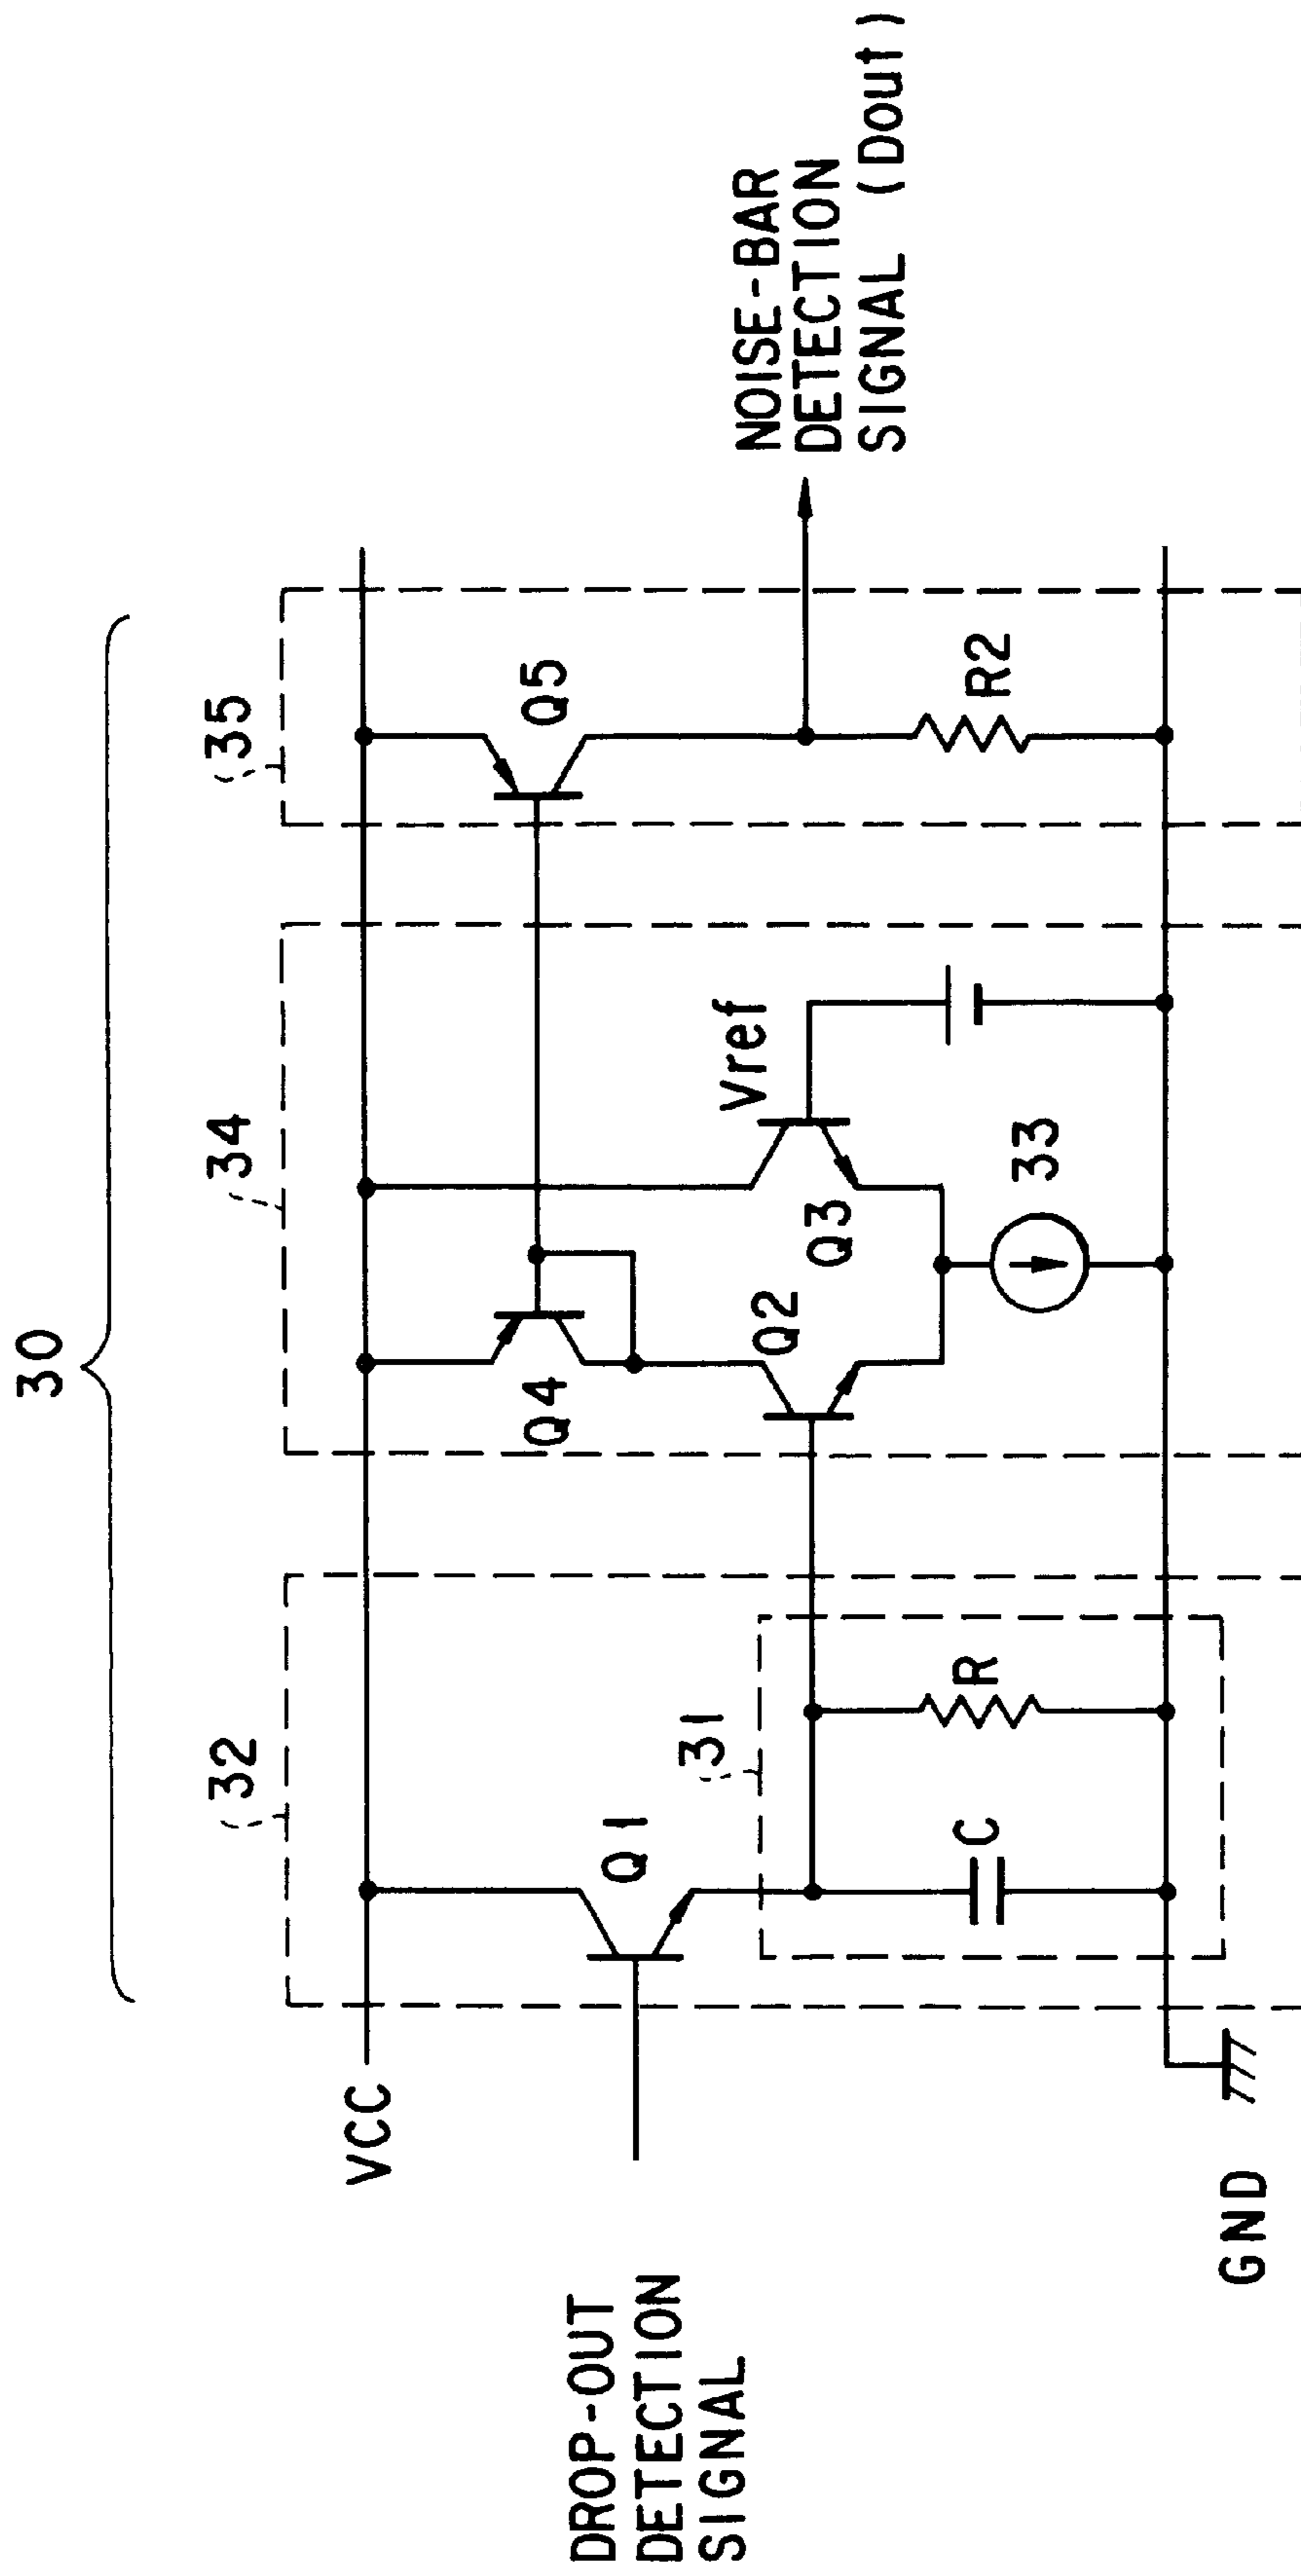 30
32
34
35
VCC
DROP-OUT
DETECTION
SIGNAL
Q1
31
C
R
Q4
Q2
Q3
Vref
33
Q5
R2
NOISE-BAR
DETECTION
SIGNAL (Dout)
GND